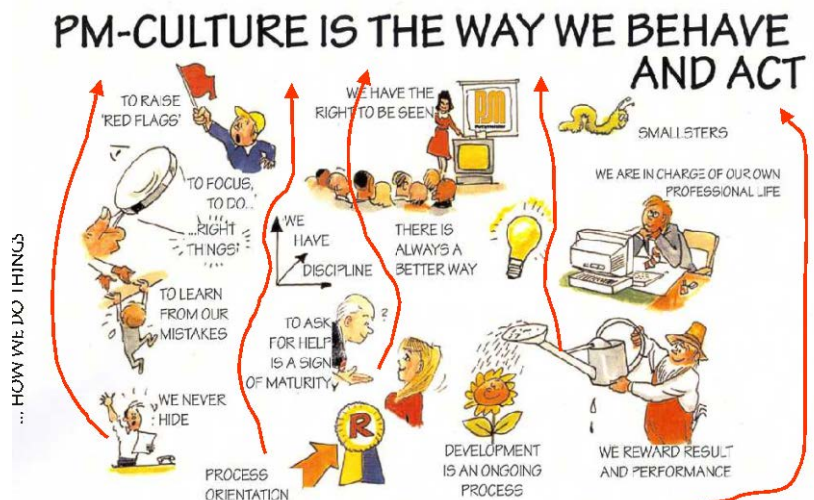 PM-CULTURE IS THE WAY WE BEHAVE
AND ACT
TO RAISE
'RED FLAGS'
WE HAVE THE
RIGHT TO BE SEEN
PM
SMALLSTERS
TO FOCUS,
TO DO...
...RIGHT
THINGS!
WE ARE IN CHARGE OF OUR OWN
PROFESSIONAL LIFE
WE
HAVE
DISCIPLINE
THERE IS
ALWAYS A
BETTER WAY
TO LEARN
FROM OUR
MISTAKES
TO ASK
FOR HELP
IS A SIGN
OF MATURITY
?
WE NEVER
HIDE
R
PROCESS
ORIENTATION
DEVELOPMENT
IS AN ONGOING
PROCESS
WE REWARD RESULT
AND PERFORMANCE
... HOW WE DO THINGS